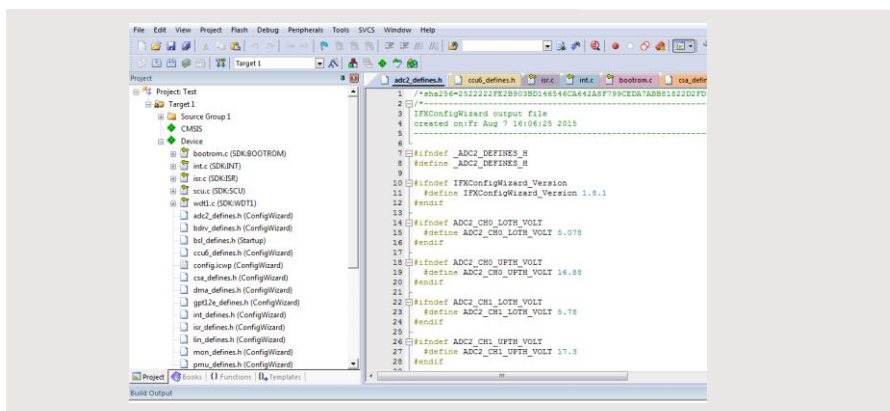 File Edit View Project Flash Debug Peripherals Tools SVCS Window Help
Target 1
Project
Project: Test
Target 1
Source Group 1
CMSIS
Device
bootrom.c (SDK:BOOTROM)
int.c (SDK:INT)
isr.c (SDK:ISR)
scu.c (SDK:SCU)
wdt1.c (SDK:WDT1)
adc2_defines.h (ConfigWizard)
bdrv_defines.h (ConfigWizard)
bsl_defines.h (Startup)
ccu6_defines.h (ConfigWizard)
config.icwp (ConfigWizard)
csa_defines.h (ConfigWizard)
dma_defines.h (ConfigWizard)
gpt12e_defines.h (ConfigWizard)
int_defines.h (ConfigWizard)
isr_defines.h (ConfigWizard)
lin_defines.h (ConfigWizard)
mon_defines.h (ConfigWizard)
pmu_defines.h (ConfigWizard)
Project Books {} Functions Templates
adc2_defines.h ccu6_defines.h isr.c int.c bootrom.c csa_defin
1 /*sha256=2522222FE2B903BD146546CA642A8F799CEDA7ABB81822D2FD
2 /*-----------------------------------------------------------
3 IFXConfigWizard output file
4 created on:Fr Aug 7 16:06:25 2015
5 -----------------------------------------------------------
6
7 #ifndef _ADC2_DEFINES_H
8 #define _ADC2_DEFINES_H
9
10 #ifndef IFXConfigWizard_Version
11 #define IFXConfigWizard_Version 1.8.1
12 #endif
13
14 #ifndef ADC2_CH0_LOTH_VOLT
15 #define ADC2_CH0_LOTH_VOLT 5.078
16 #endif
17
18 #ifndef ADC2_CH0_UPTH_VOLT
19 #define ADC2_CH0_UPTH_VOLT 16.88
20 #endif
21
22 #ifndef ADC2_CH1_LOTH_VOLT
23 #define ADC2_CH1_LOTH_VOLT 5.78
24 #endif
25
26 #ifndef ADC2_CH1_UPTH_VOLT
27 #define ADC2_CH1_UPTH_VOLT 17.3
28 #endif
Build Output